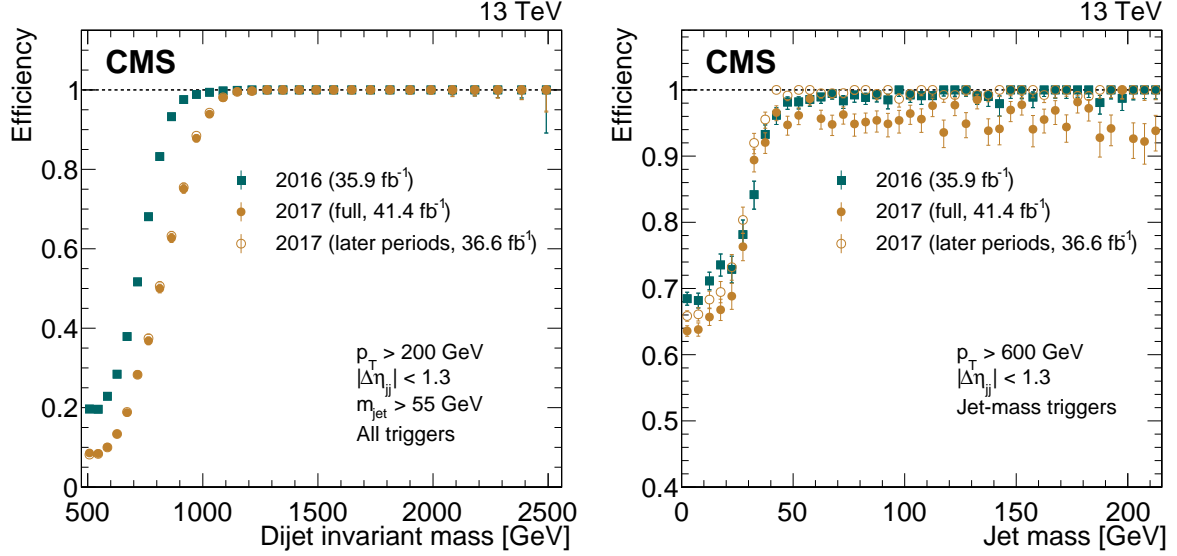 13 TeV
Efficiency
CMS
1
0.8
0.6
0.4
0.2
0
2016 (35.9 fb⁻¹)
2017 (full, 41.4 fb⁻¹)
2017 (later periods, 36.6 fb⁻¹)
p_T > 200 GeV
|Δη_jj| < 1.3
m_jet > 55 GeV
All triggers
500 1000 1500 2000 2500
Dijet invariant mass [GeV]
13 TeV
Efficiency
CMS
1
0.9
0.8
0.7
0.6
0.5
0.4
2016 (35.9 fb⁻¹)
2017 (full, 41.4 fb⁻¹)
2017 (later periods, 36.6 fb⁻¹)
p_T > 600 GeV
|Δη_jj| < 1.3
Jet-mass triggers
0 50 100 150 200
Jet mass [GeV]